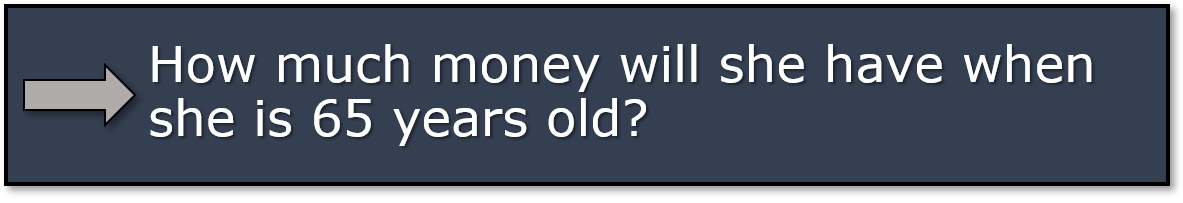 How much money will she have when
she is 65 years old?